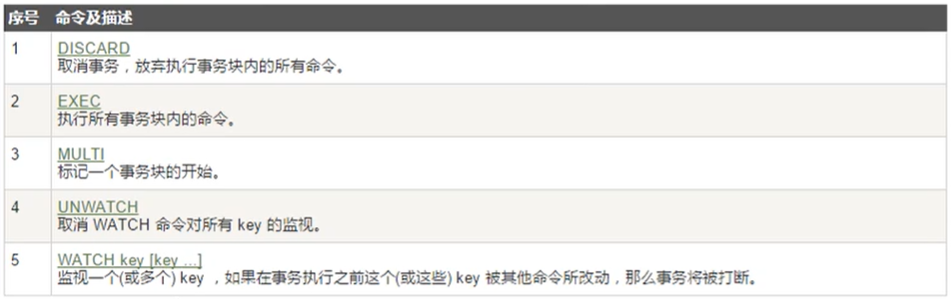 序号 命令及描述
1 DISCARD
取消事务，放弃执行事务块内的所有命令。
2 EXEC
执行所有事务块内的命令。
3 MULTI
标记一个事务块的开始。
4 UNWATCH
取消 WATCH 命令对所有 key 的监视。
5 WATCH key [key ...]
监视一个(或多个) key ，如果在事务执行之前这个(或这些) key 被其他命令所改动，那么事务将被打断。